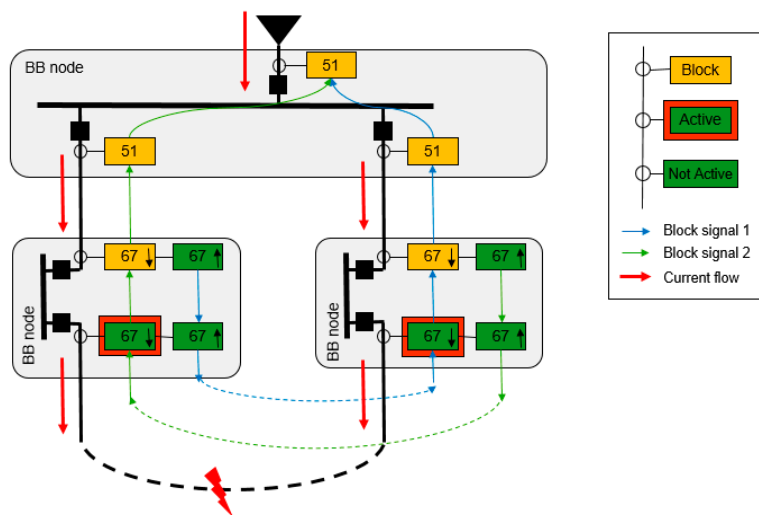 BB node
51
51
51
67
67
67
67
BB node
67
67
67
67
BB node
Block
Active
Not Active
Block signal 1
Block signal 2
Current flow